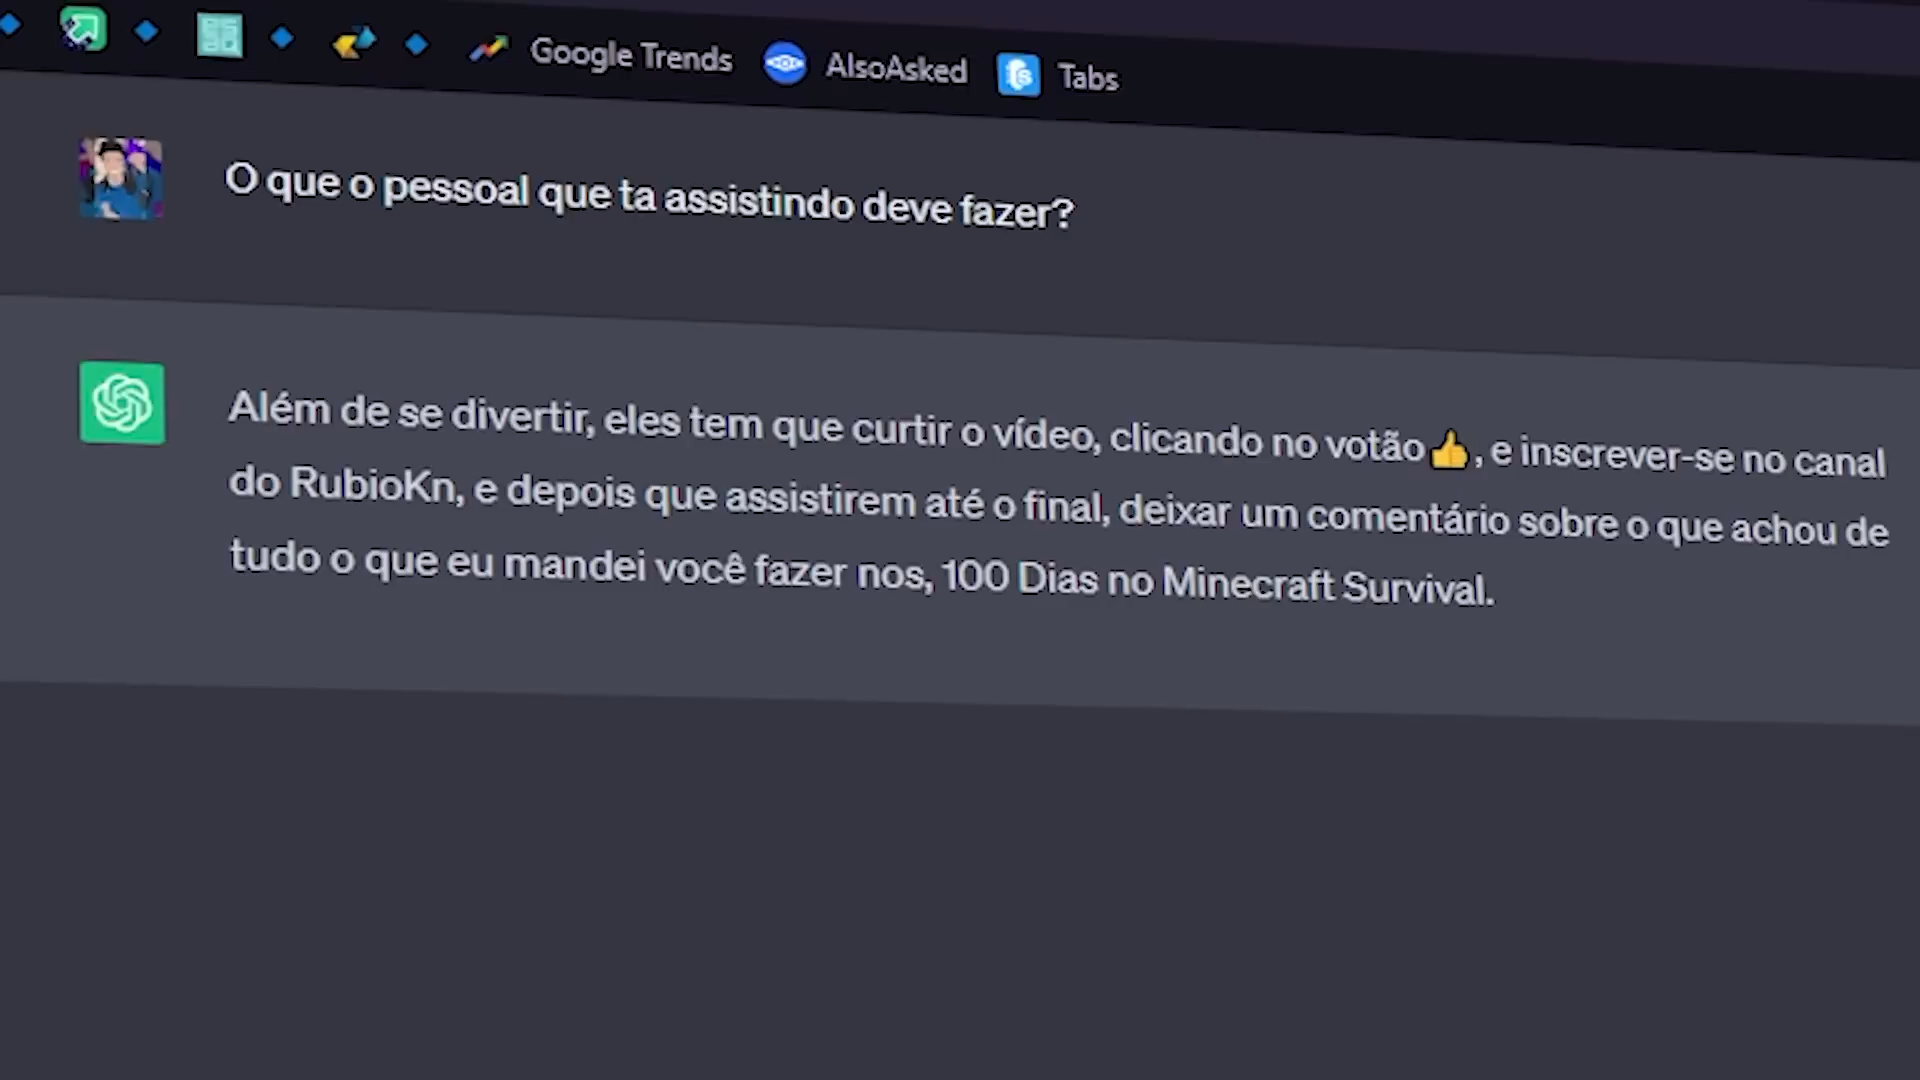 Google Trends AlsoAsked Tabs
O que o pessoal que ta assistindo deve fazer?
Além de se divertir, eles tem que curtir o vídeo, clicando no votão👍, e inscrever-se no canal
do RubioKn, e depois que assistirem até o final, deixar um comentário sobre o que achou de
tudo o que eu mandei você fazer nos, 100 Dias no Minecraft Survival.